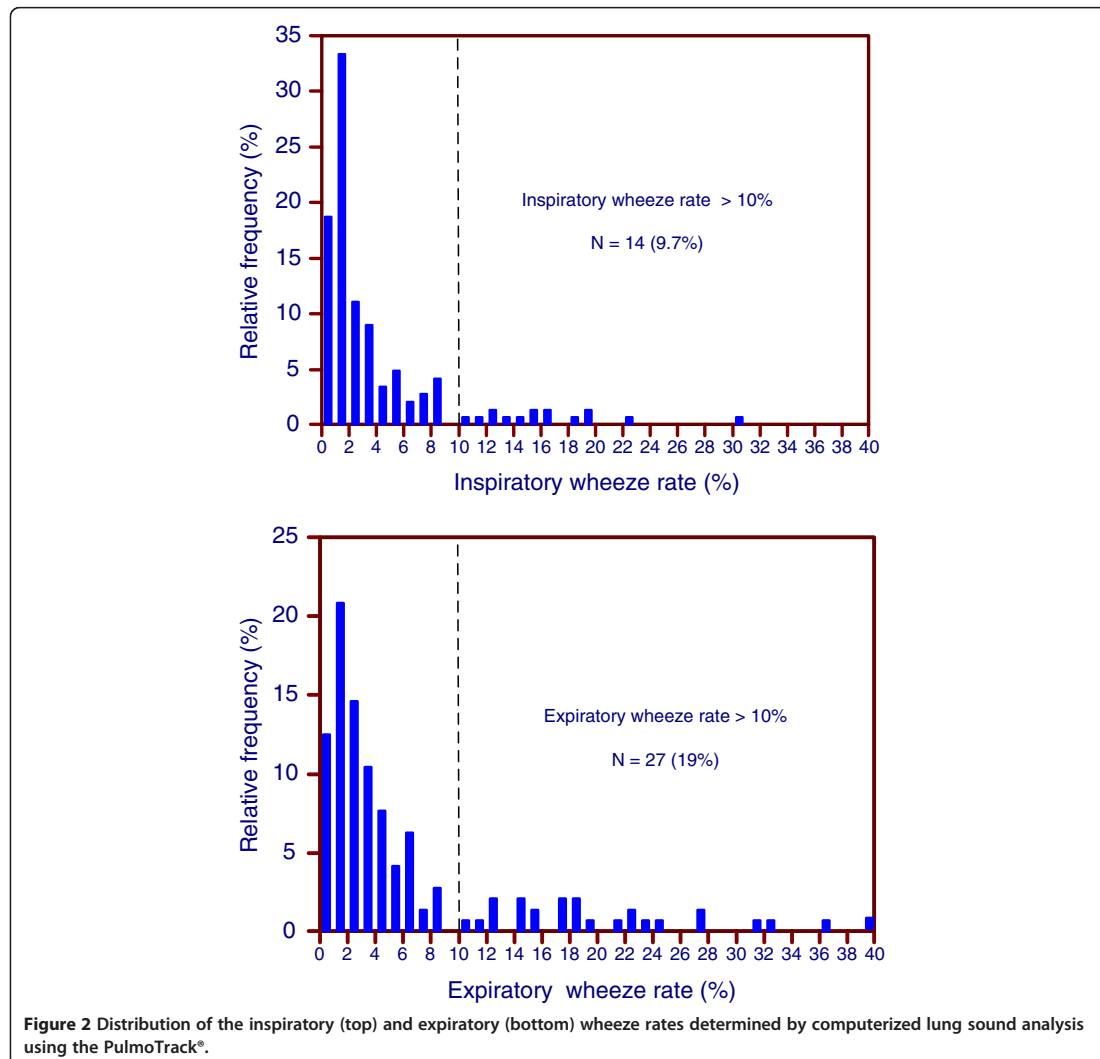 35
30
25
20
15
10
5
0
Relative frequency (%)
Inspiratory wheeze rate > 10%
N = 14 (9.7%)
0 2 4 6 8 10 12 14 16 18 20 22 24 26 28 30 32 34 36 38 40
Inspiratory wheeze rate (%)
25
20
15
10
5
0
Relative frequency (%)
Expiratory wheeze rate > 10%
N = 27 (19%)
0 2 4 6 8 10 12 14 16 18 20 22 24 26 28 30 32 34 36 38 40
Expiratory wheeze rate (%)
Figure 2 Distribution of the inspiratory (top) and expiratory (bottom) wheeze rates determined by computerized lung sound analysis
using the PulmoTrack®.